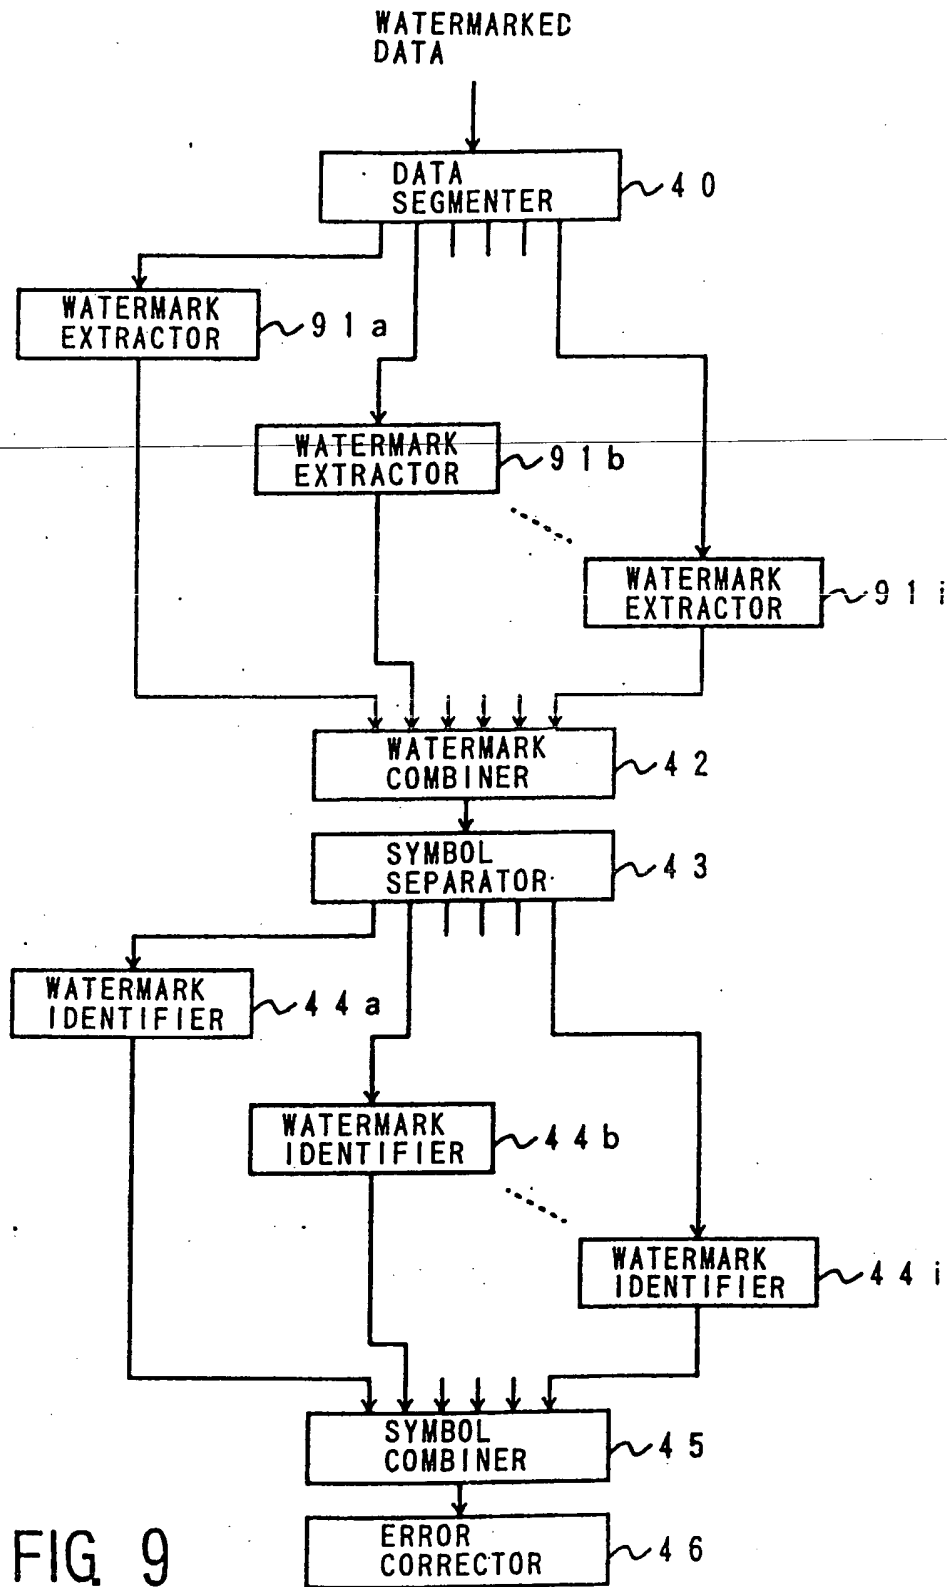 WATERMARKED
DATA
DATA
SEGMENTER
40
WATERMARK
EXTRACTOR
91a
WATERMARK
EXTRACTOR
91b
WATERMARK
EXTRACTOR
91i
WATERMARK
COMBINER
42
SYMBOL
SEPARATOR
43
WATERMARK
IDENTIFIER
44a
WATERMARK
IDENTIFIER
44b
WATERMARK
IDENTIFIER
44i
SYMBOL
COMBINER
45
ERROR
CORRECTOR
46
FIG. 9